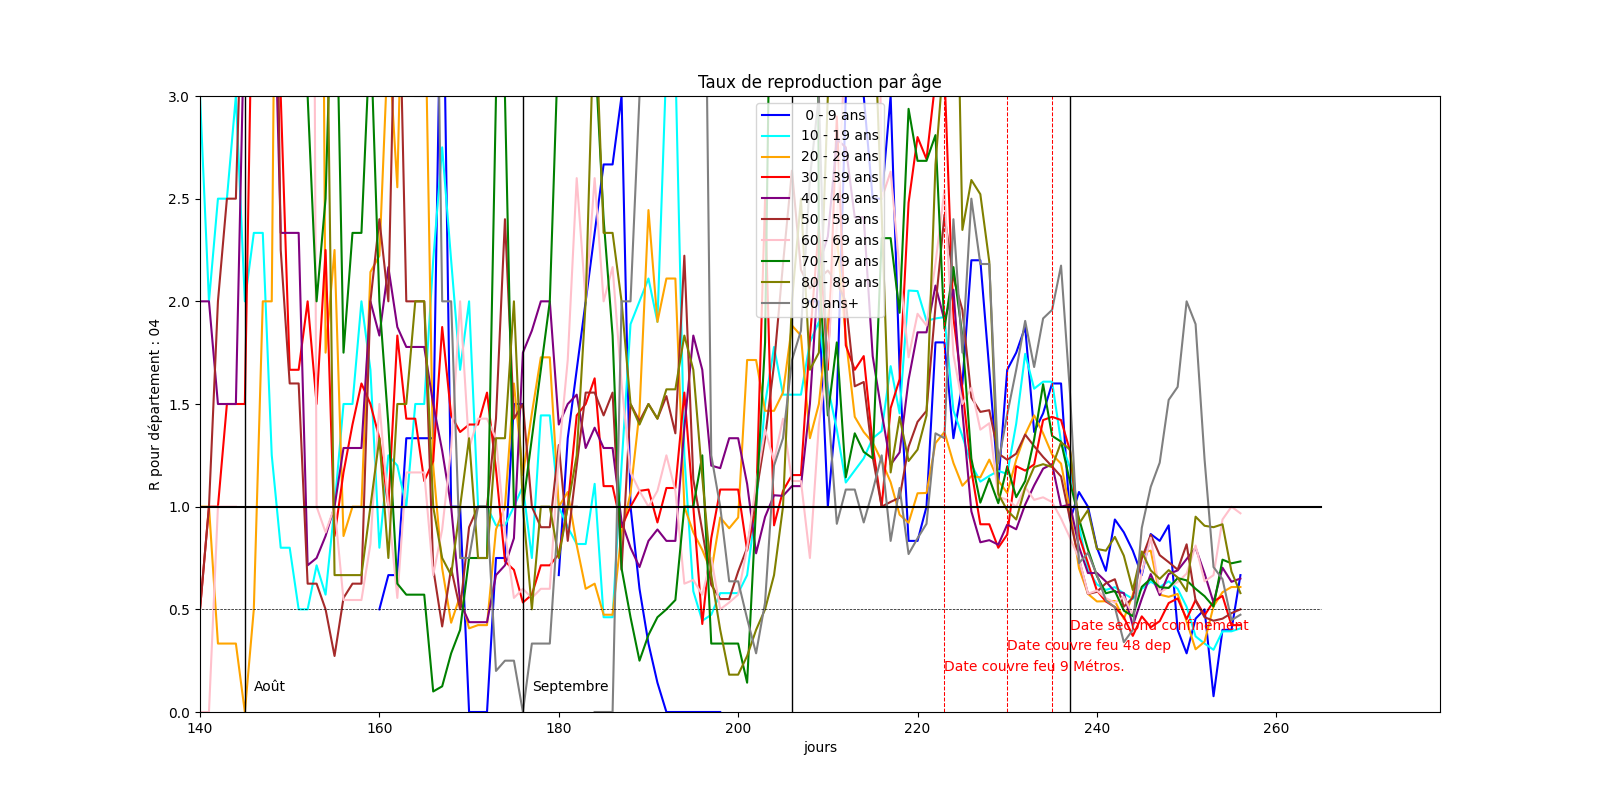 Taux de reproduction par âge
R pour département : 04
3.0
2.5
2.0
1.5
1.0
0.5
0.0
0 - 9 ans
10 - 19 ans
20 - 29 ans
30 - 39 ans
40 - 49 ans
50 - 59 ans
60 - 69 ans
70 - 79 ans
80 - 89 ans
90 ans+
Date second confinement
Date couvre feu 48 dep
Date couvre feu 9 Métros.
Août
Septembre
140
160
180
200
220
240
260
jours